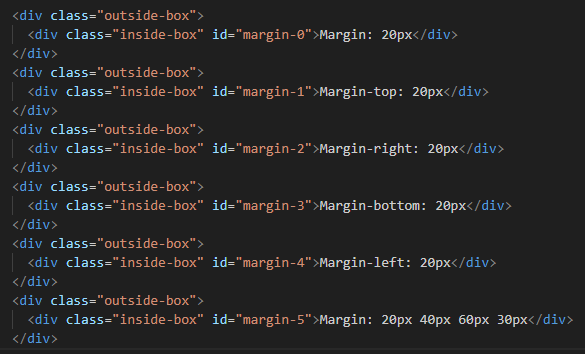 <div class="outside-box">
<div class="inside-box" id="margin-0">Margin: 20px</div>
</div>
<div class="outside-box">
<div class="inside-box" id="margin-1">Margin-top: 20px</div>
</div>
<div class="outside-box">
<div class="inside-box" id="margin-2">Margin-right: 20px</div>
</div>
<div class="outside-box">
<div class="inside-box" id="margin-3">Margin-bottom: 20px</div>
</div>
<div class="outside-box">
<div class="inside-box" id="margin-4">Margin-left: 20px</div>
</div>
<div class="outside-box">
<div class="inside-box" id="margin-5">Margin: 20px 40px 60px 30px</div>
</div>